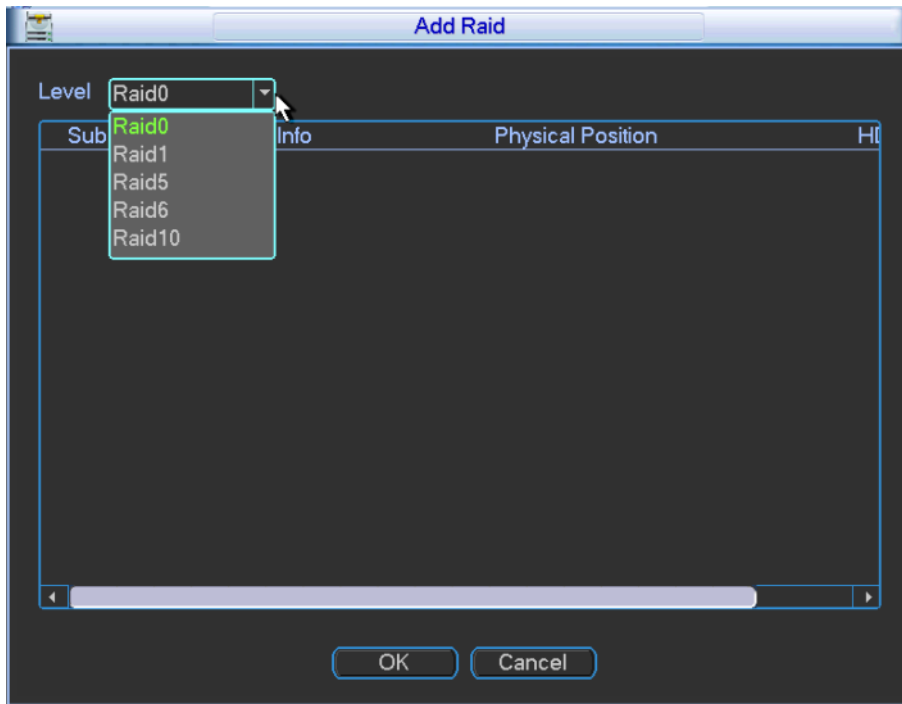 Add Raid
Level Raid0
Sub Info Physical Position
Raid0
Raid1
Raid5
Raid6
Raid10
OK Cancel